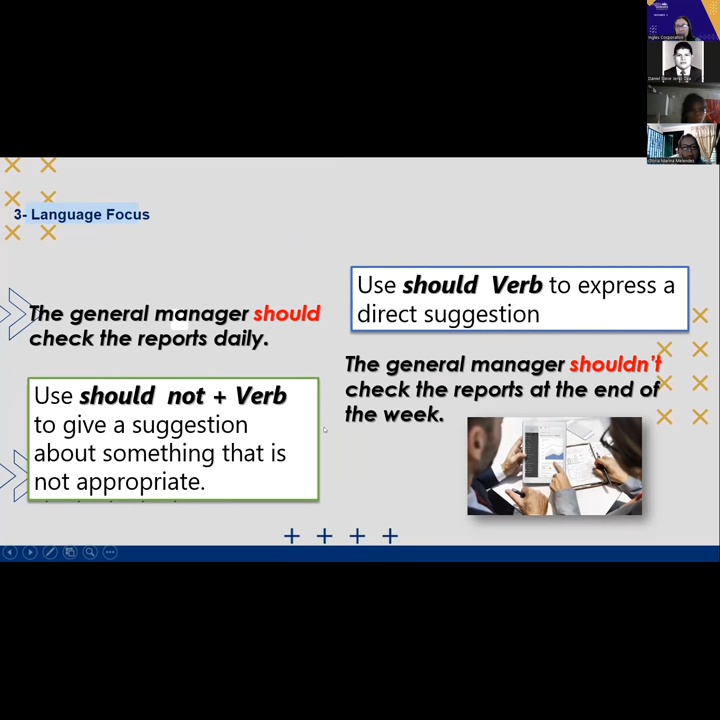 3- Language Focus
The general manager should
check the reports daily.
Use should Verb to express a
direct suggestion
Use should not + Verb
to give a suggestion
about something that is
not appropriate.
The general manager shouldn't
check the reports at the end of
the week.